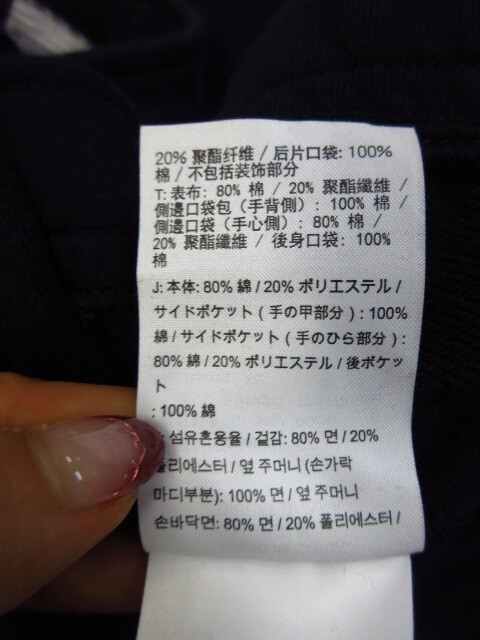 20% 聚酯纤维 / 后片口袋: 100%
棉 / 不包括装饰部分
T: 表布: 80% 棉 / 20% 聚酯纖維 /
側邊口袋包 (手背側) : 100% 棉 /
側邊口袋 (手心側) : 80% 棉 /
20% 聚酯纖維 / 後身口袋: 100%
棉
J: 本体: 80% 綿 / 20% ポリエステル /
サイドポケット ( 手の甲部分 ) : 100%
綿 / サイドポケット ( 手のひら部分 ) :
80% 綿 / 20% ポリエステル / 後ポケッ
ト
: 100% 綿
: 섬유혼용율 / 겉감: 80% 면 / 20%
폴리에스터 / 옆 주머니 (손가락
마디부분): 100% 면 / 옆 주머니
손바닥면: 80% 면 / 20% 폴리에스터 /